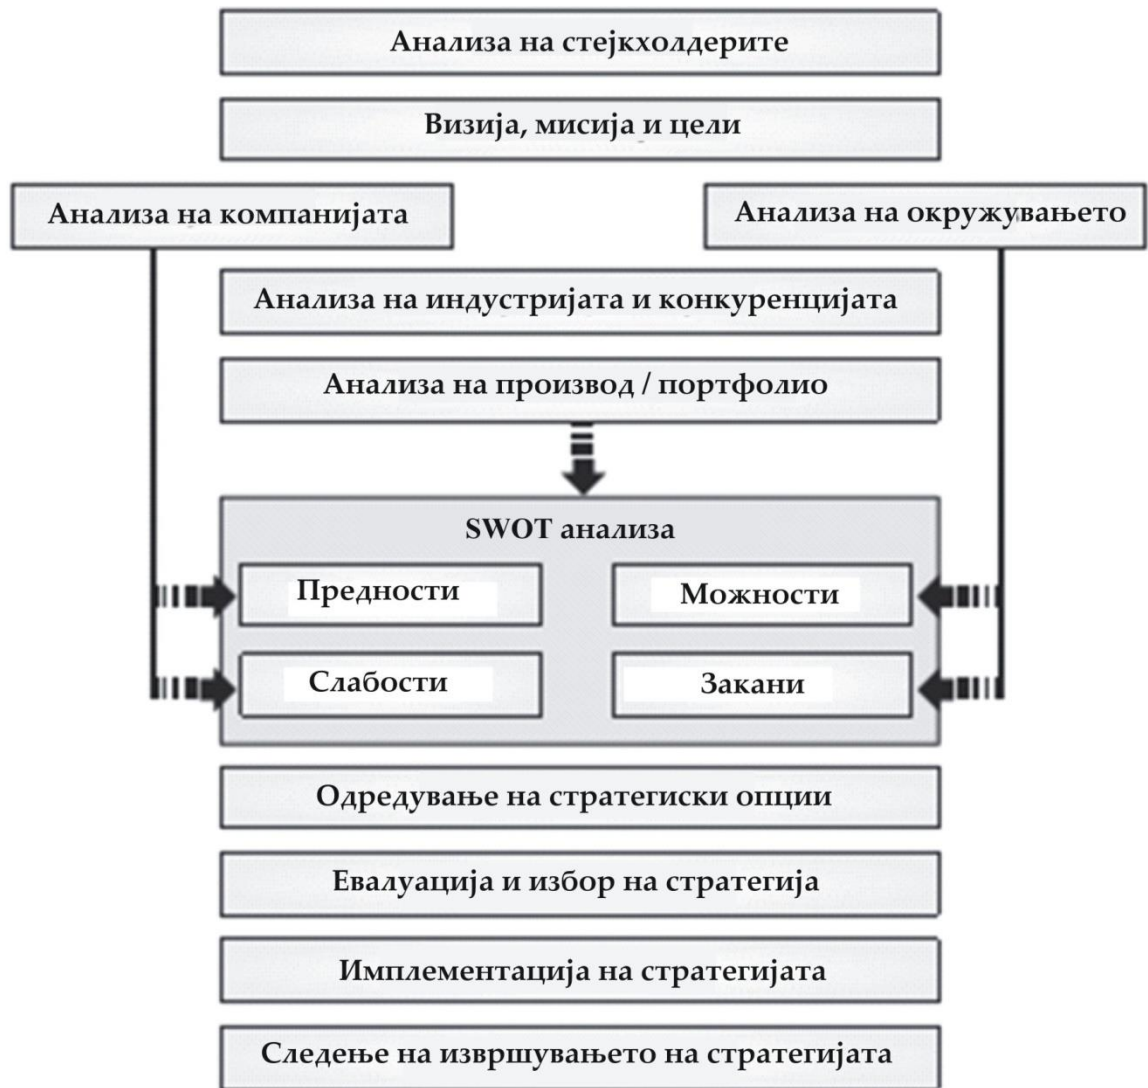 Анализа на стејкхолдерите
Визија, мисија и цели
Анализа на компанијата
Анализа на окружувањето
Анализа на индустријата и конкуренцијата
Анализа на производ / портфолио
SWOT анализа
Предности
Можности
Слабости
Закани
Одредување на стратегиски опции
Евалуација и избор на стратегија
Имплементација на стратегијата
Следење на извршувањето на стратегијата